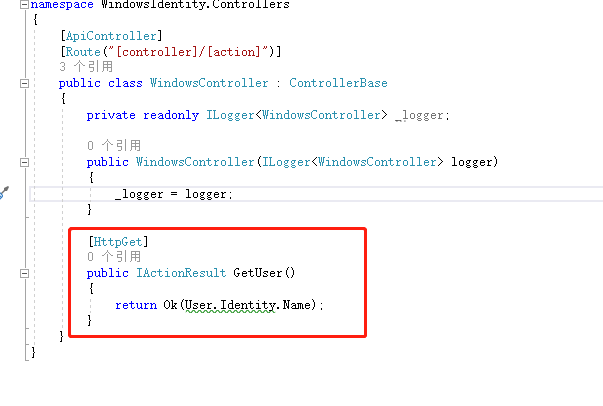 namespace WindowsIdentity.Controllers
{
[ApiController]
[Route("[controller]/[action]")]
3 个引用
public class WindowsController : ControllerBase
{
private readonly ILogger<WindowsController> _logger;
0 个引用
public WindowsController(ILogger<WindowsController> logger)
{
_logger = logger;
}
[HttpGet]
0 个引用
public IActionResult GetUser()
{
return Ok(User.Identity.Name);
}
}
}